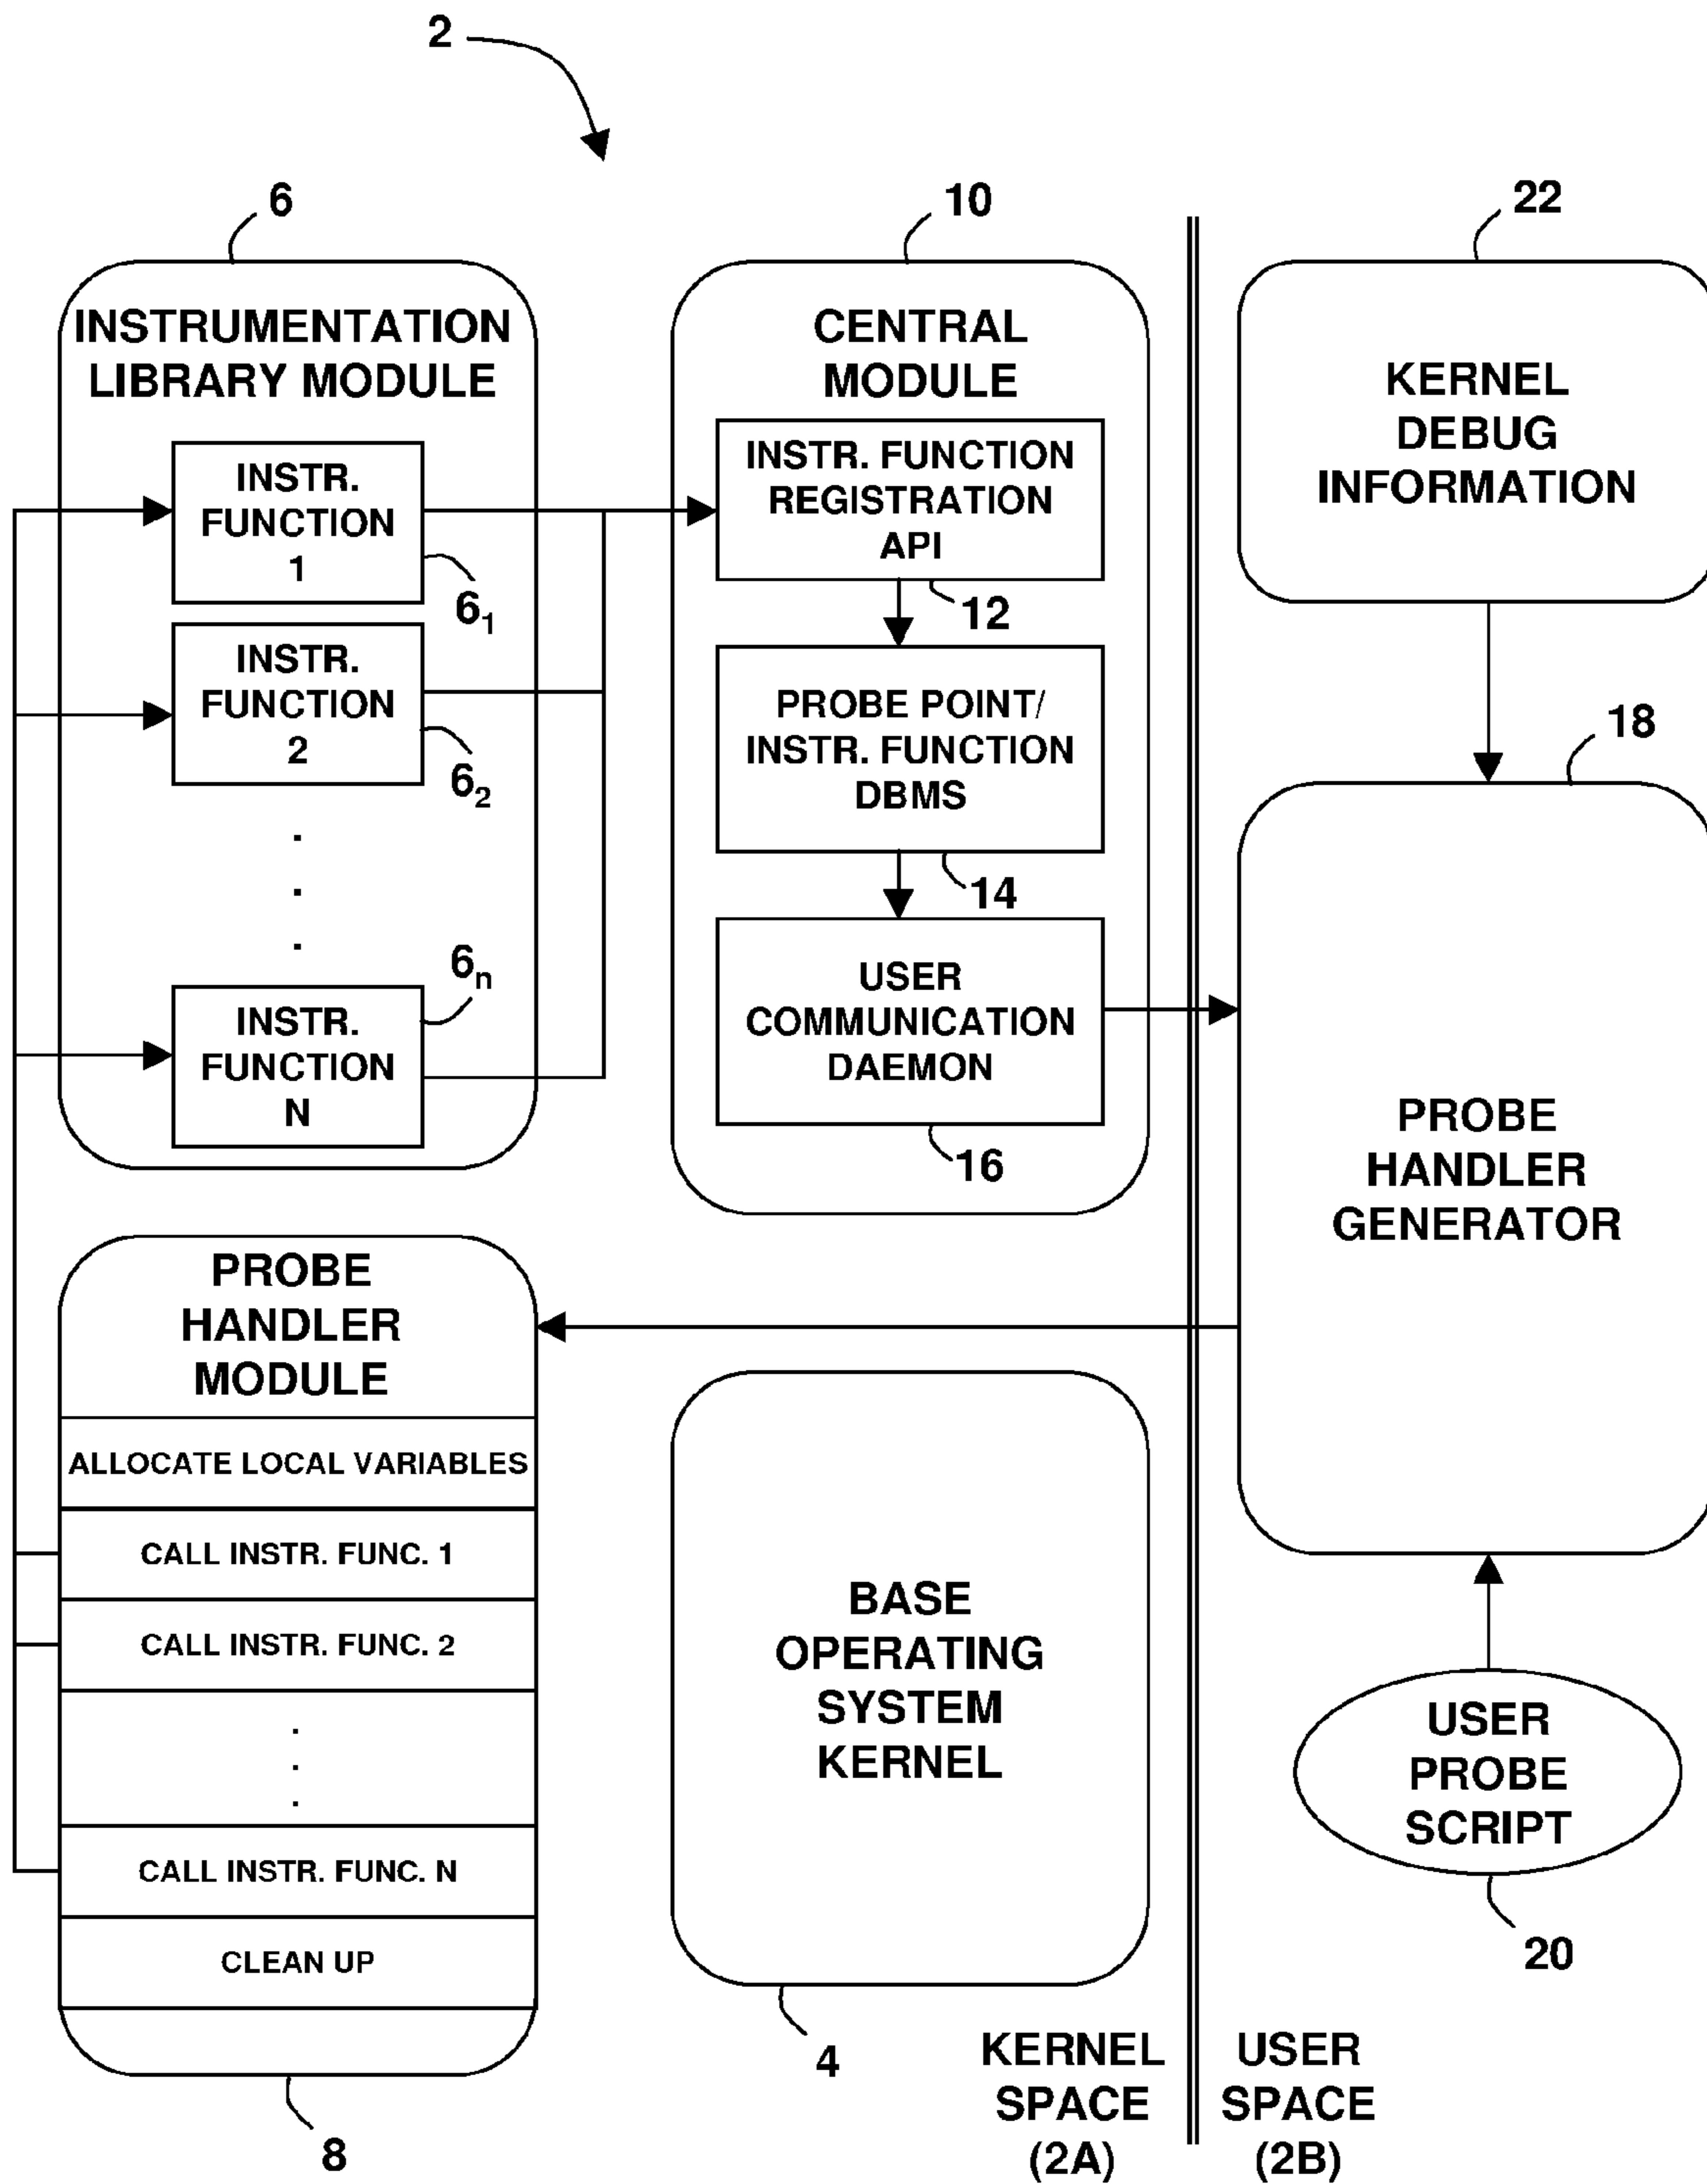 2
6
INSTRUMENTATION
LIBRARY MODULE
INSTR.
FUNCTION
1
6₁
INSTR.
FUNCTION
2
6₂
.
.
.
6ₙ
INSTR.
FUNCTION
N
10
CENTRAL
MODULE
INSTR. FUNCTION
REGISTRATION
API
12
PROBE POINT/
INSTR. FUNCTION
DBMS
14
USER
COMMUNICATION
DAEMON
16
22
KERNEL
DEBUG
INFORMATION
18
PROBE
HANDLER
GENERATOR
PROBE
HANDLER
MODULE
ALLOCATE LOCAL VARIABLES
CALL INSTR. FUNC. 1
CALL INSTR. FUNC. 2
.
.
.
CALL INSTR. FUNC. N
CLEAN UP
8
BASE
OPERATING
SYSTEM
KERNEL
4
USER
PROBE
SCRIPT
20
KERNEL
SPACE
(2A)
USER
SPACE
(2B)